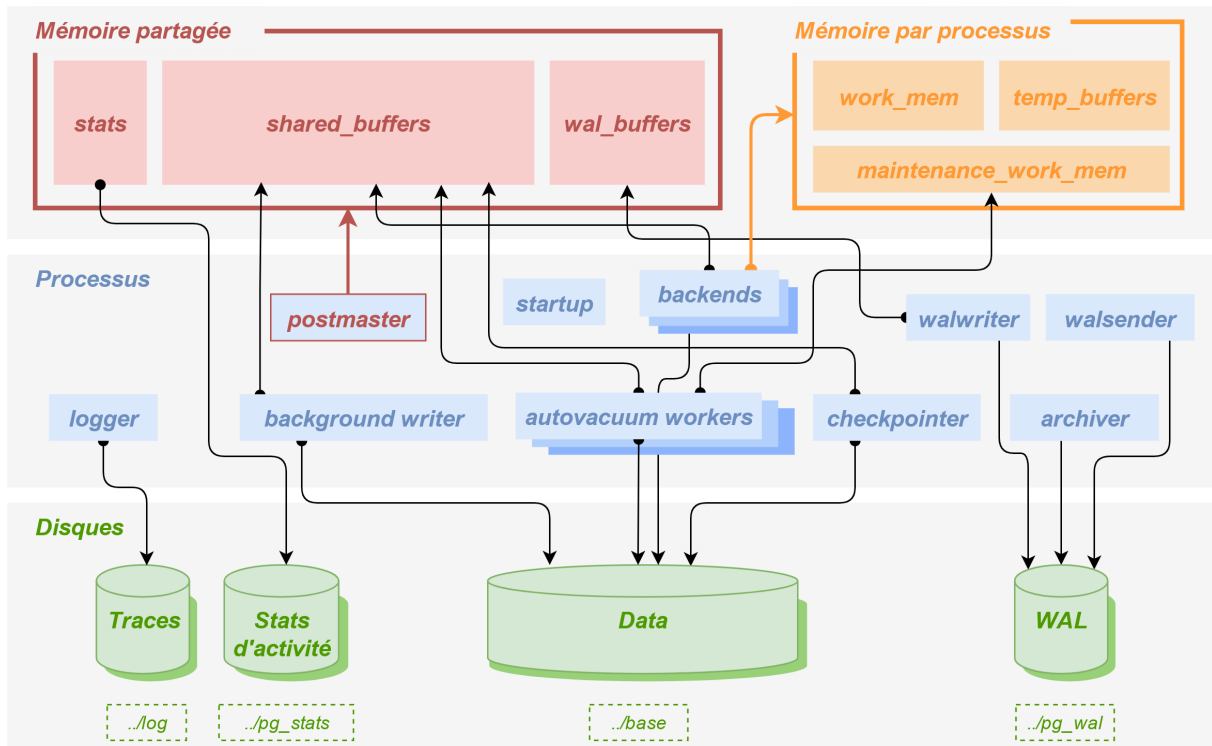 Mémoire partagée
Mémoire par processus
stats
shared_buffers
wal_buffers
work_mem
temp_buffers
maintenance_work_mem
Processus
postmaster
startup
backends
walwriter
walsender
logger
background writer
autovacuum workers
checkpointer
archiver
Disques
Traces
Stats
d'activité
Data
WAL
../log
../pg_stats
../base
../pg_wal